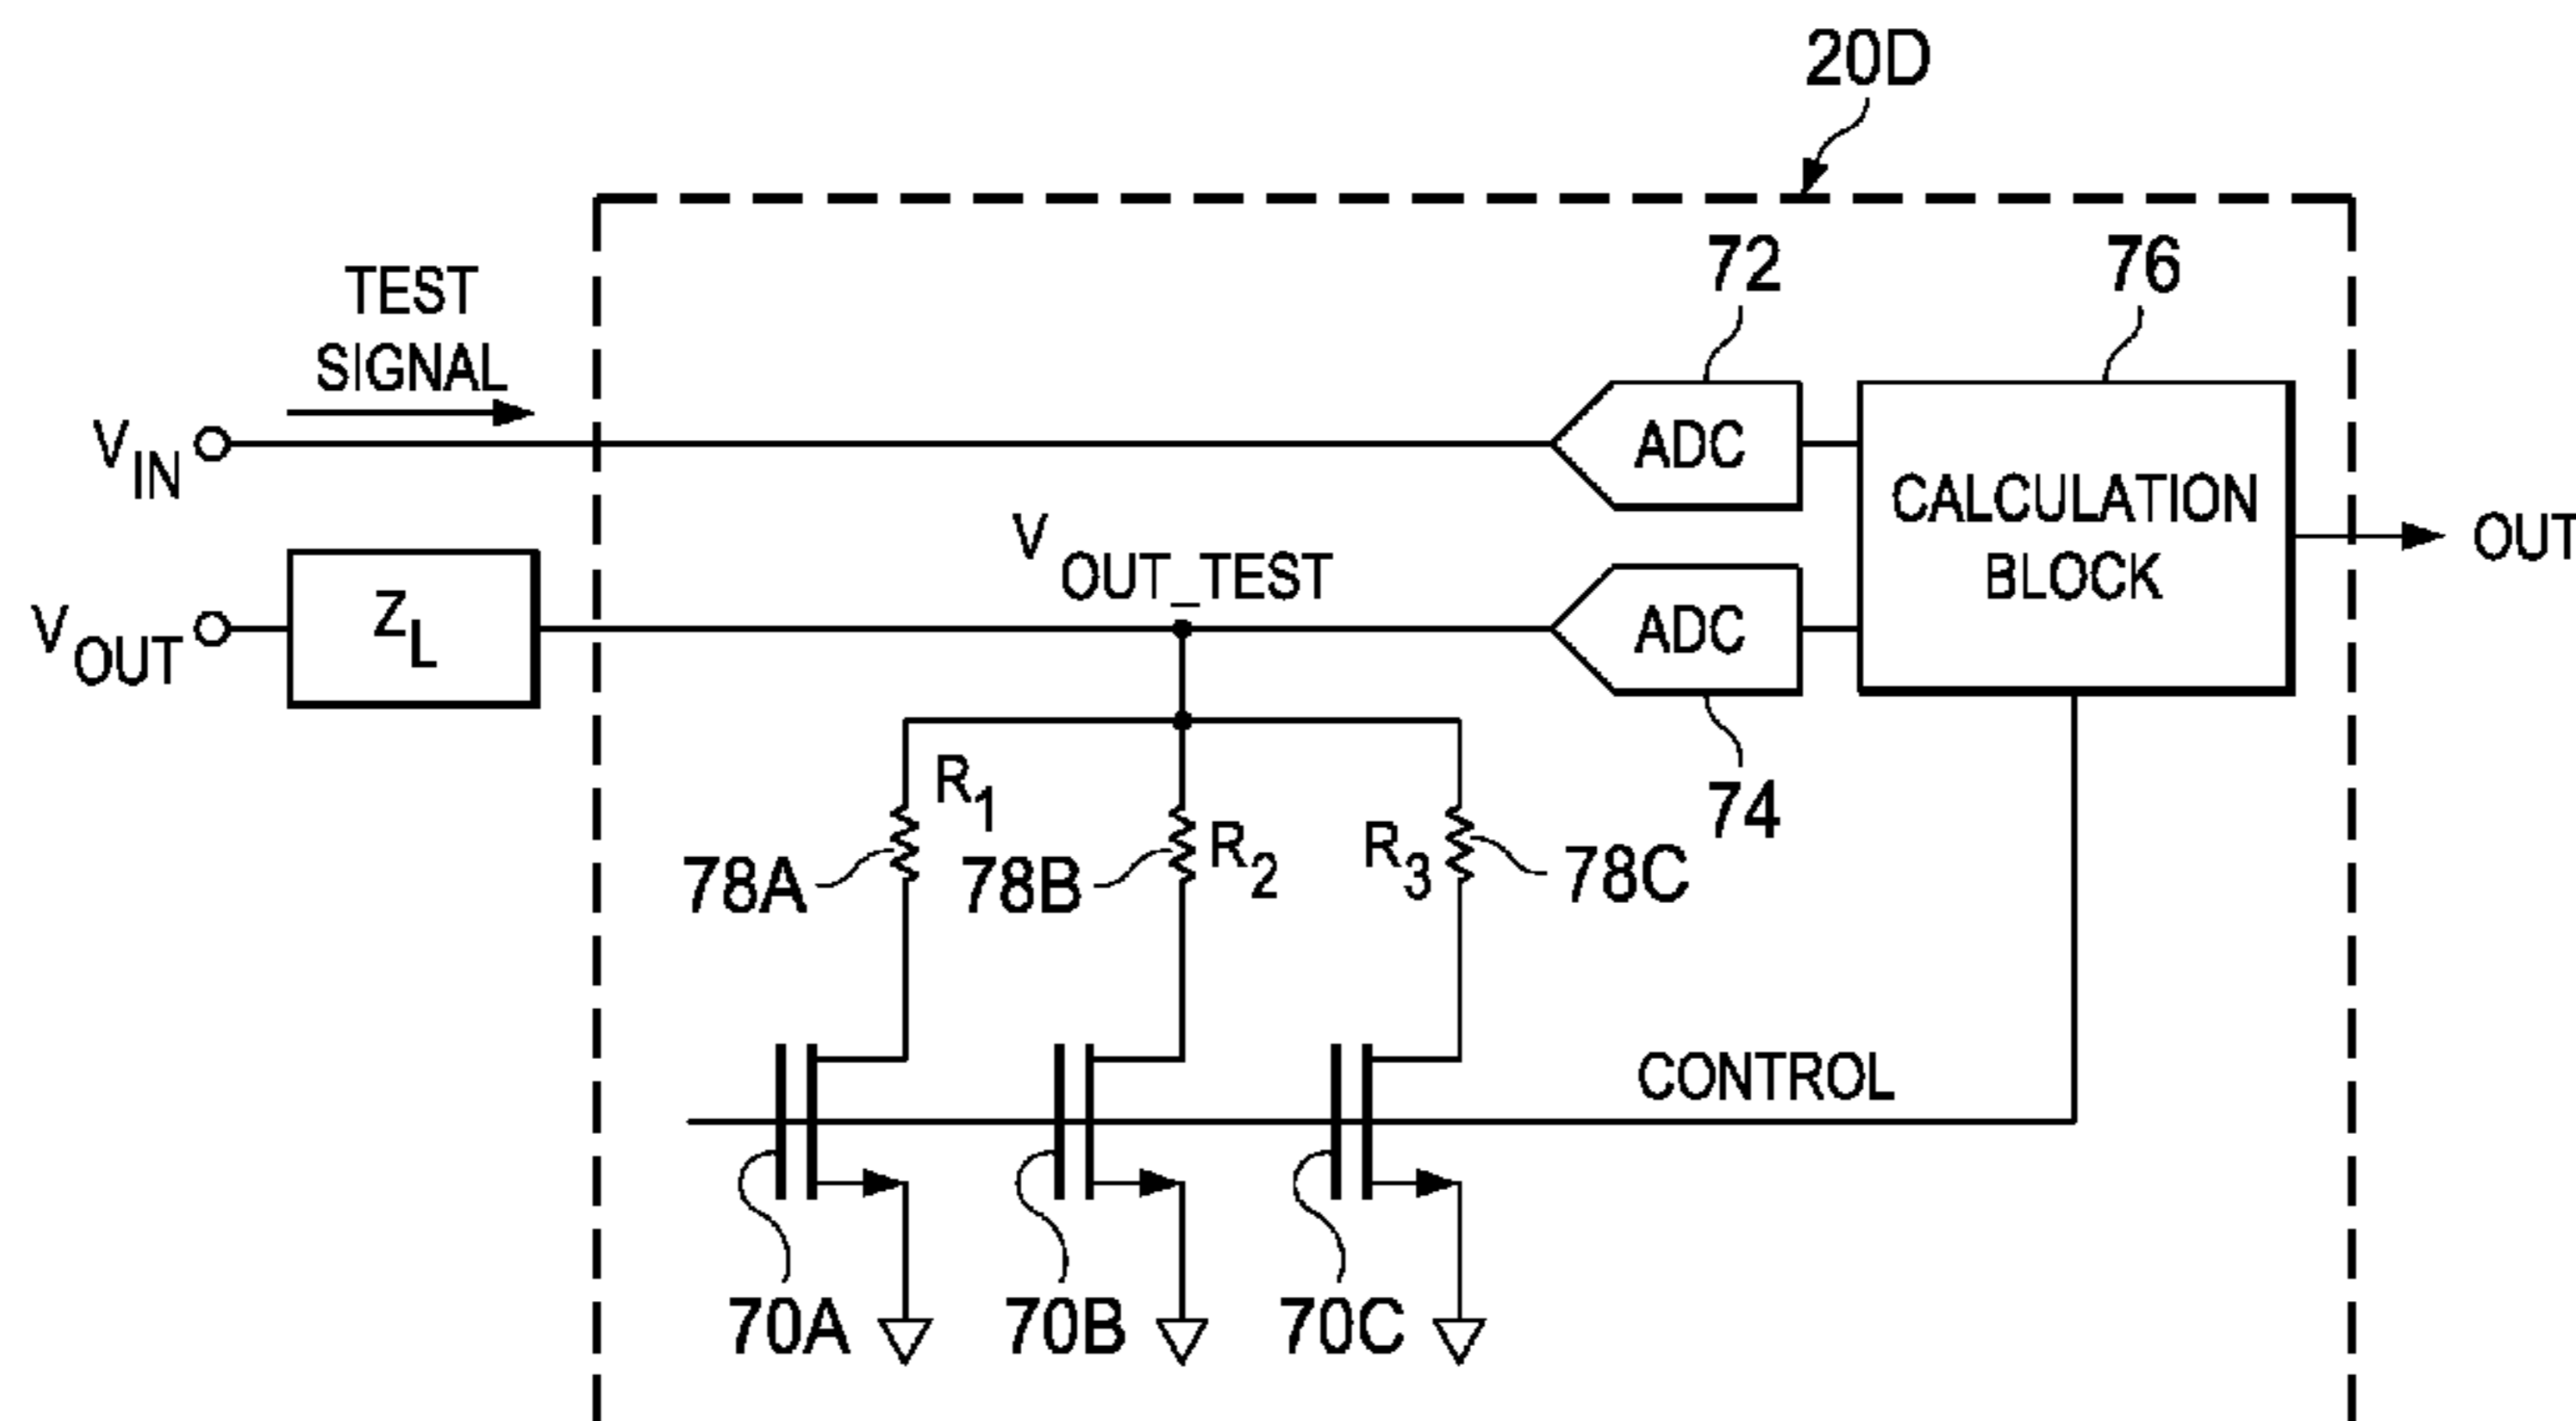 20D
72
76
TEST
SIGNAL
VIN
ADC
CALCULATION
BLOCK
OUT
VOUT_TEST
ADC
VOUT
ZL
74
R1
78A
78B
R2
R3
78C
CONTROL
70A
70B
70C